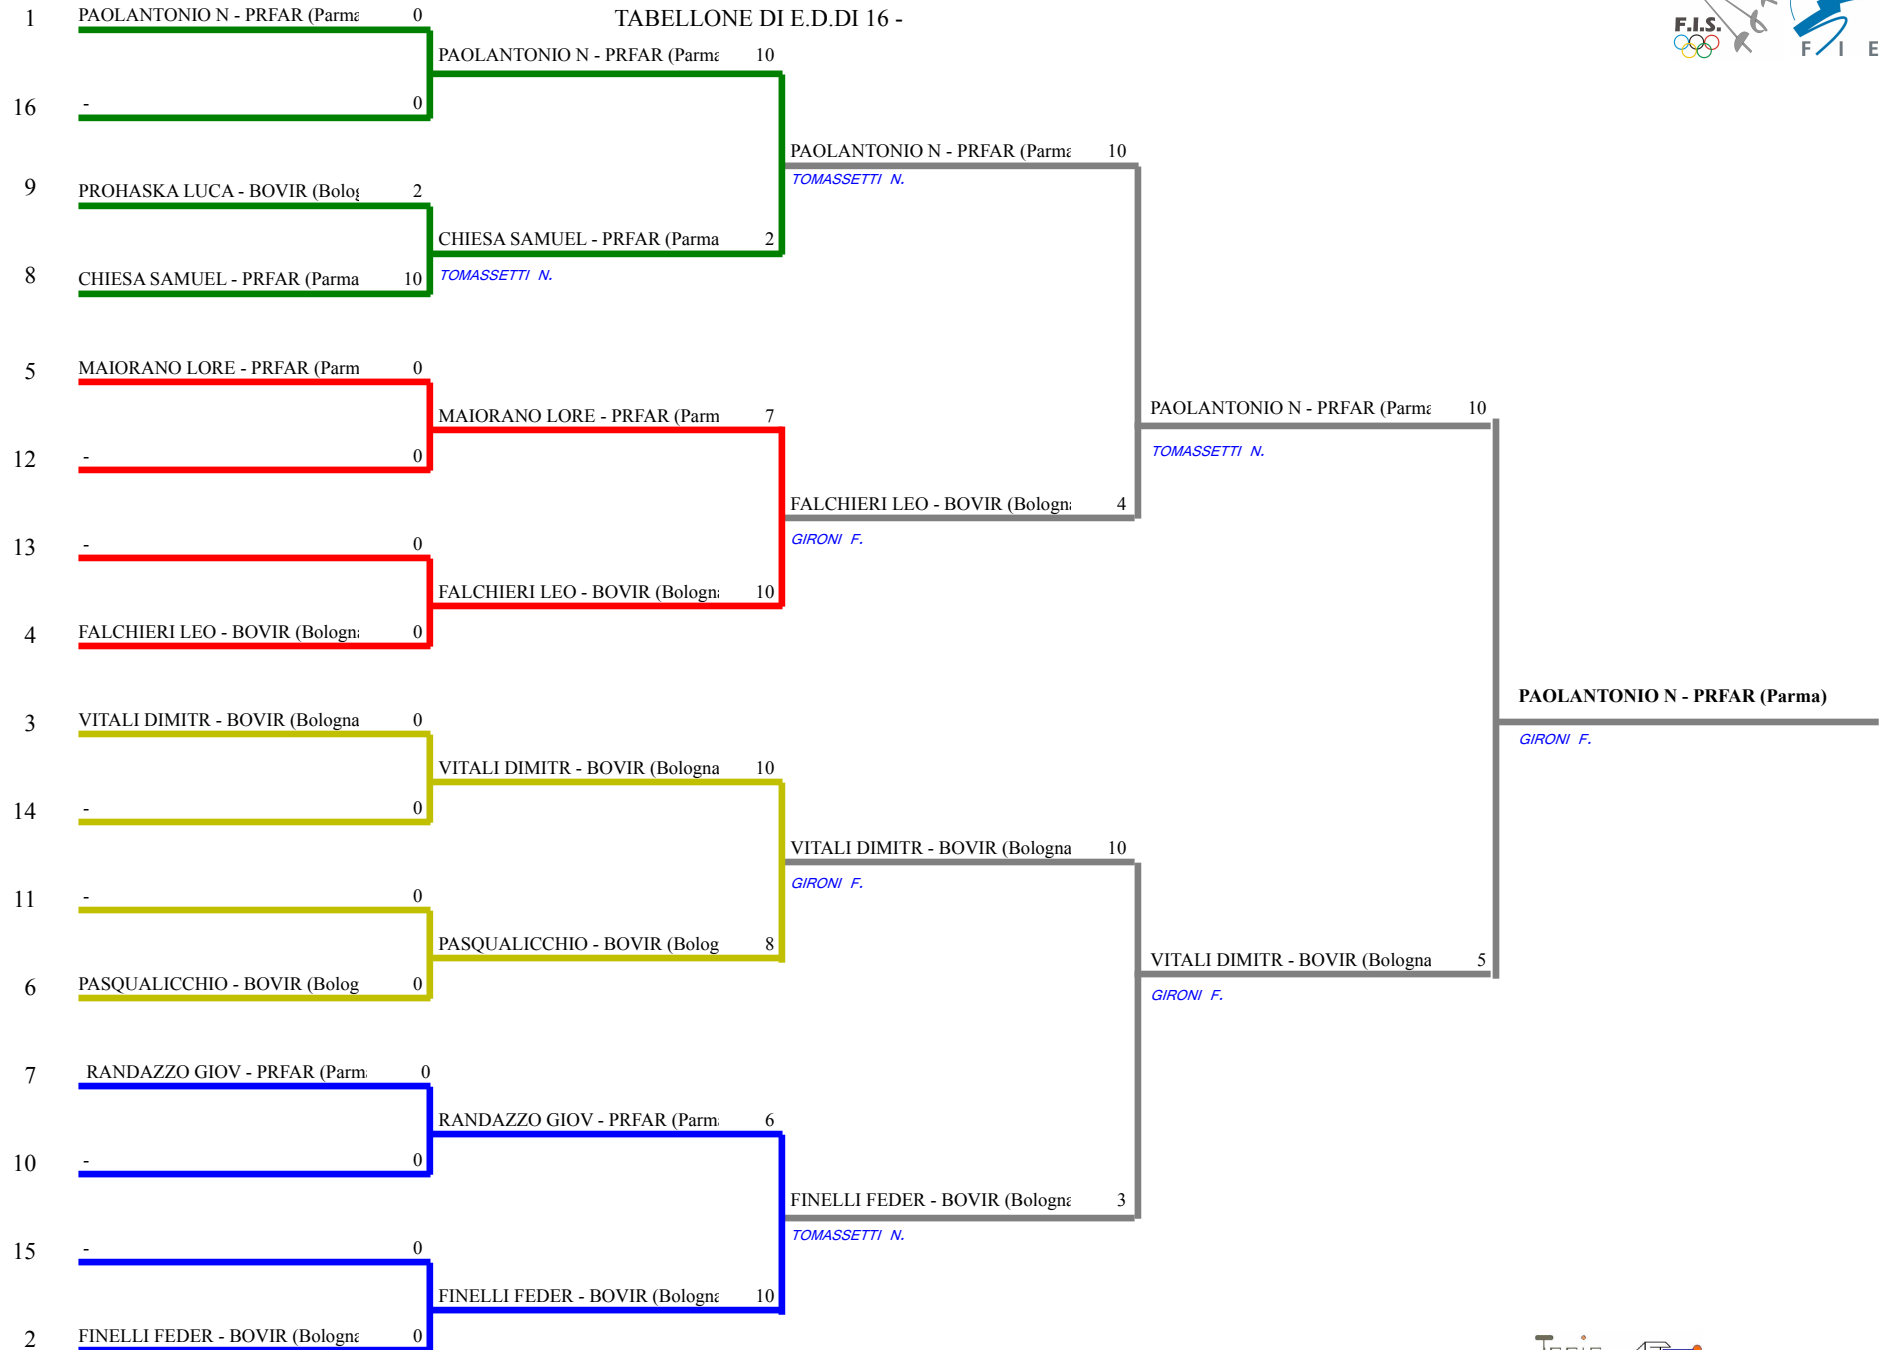 TABELLONE DI E.D.DI 16 -
F.I.S.
F I E
1 PAOLANTONIO N - PRFAR (Parma 0
PAOLANTONIO N - PRFAR (Parma 10
16 - 0
PAOLANTONIO N - PRFAR (Parma 10
TOMASSETTI N.
9 PROHASKA LUCA - BOVIR (Bolog 2
CHIESA SAMUEL - PRFAR (Parma 2
TOMASSETTI N.
8 CHIESA SAMUEL - PRFAR (Parma 10
5 MAIORANO LORE - PRFAR (Parm 0
MAIORANO LORE - PRFAR (Parm 7
PAOLANTONIO N - PRFAR (Parma 10
TOMASSETTI N.
12 - 0
FALCHIERI LEO - BOVIR (Bologna 4
GIRONI F.
13 - 0
FALCHIERI LEO - BOVIR (Bologna 10
4 FALCHIERI LEO - BOVIR (Bologna 0
PAOLANTONIO N - PRFAR (Parma)
GIRONI F.
3 VITALI DIMITR - BOVIR (Bologna 0
VITALI DIMITR - BOVIR (Bologna 10
14 - 0
VITALI DIMITR - BOVIR (Bologna 10
GIRONI F.
11 - 0
PASQUALICCHIO - BOVIR (Bolog 8
VITALI DIMITR - BOVIR (Bologna 5
GIRONI F.
6 PASQUALICCHIO - BOVIR (Bolog 0
7 RANDAZZO GIOV - PRFAR (Parma 0
RANDAZZO GIOV - PRFAR (Parma 6
10 - 0
FINELLI FEDER - BOVIR (Bologna 3
TOMASSETTI N.
15 - 0
FINELLI FEDER - BOVIR (Bologna 10
2 FINELLI FEDER - BOVIR (Bologna 0